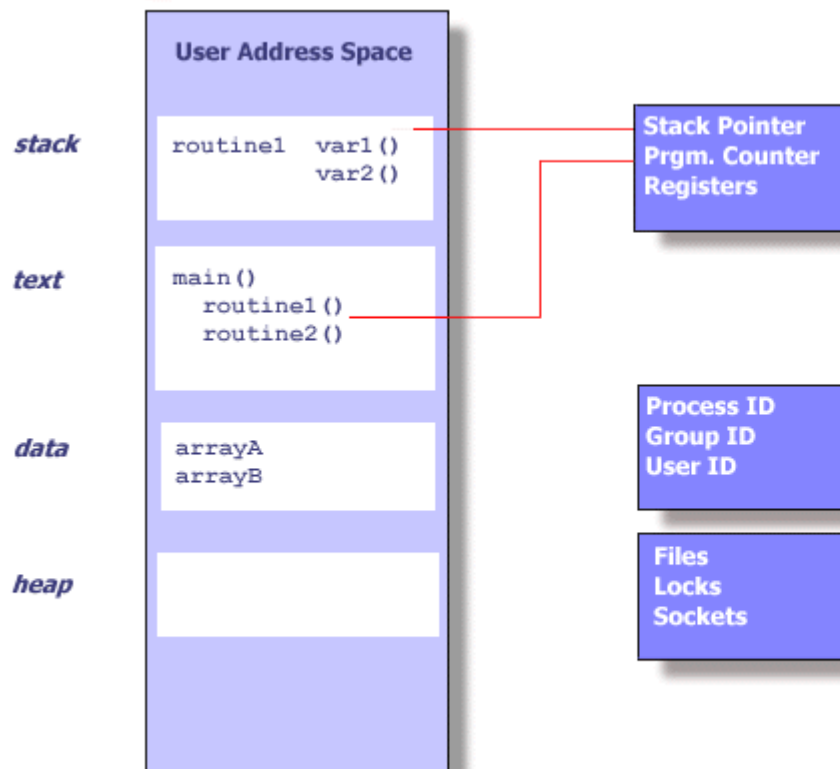 User Address Space
stack
routine1 var1()
var2()
text
main()
routine1()
routine2()
data
arrayA
arrayB
heap
Stack Pointer
Prgm. Counter
Registers
Process ID
Group ID
User ID
Files
Locks
Sockets